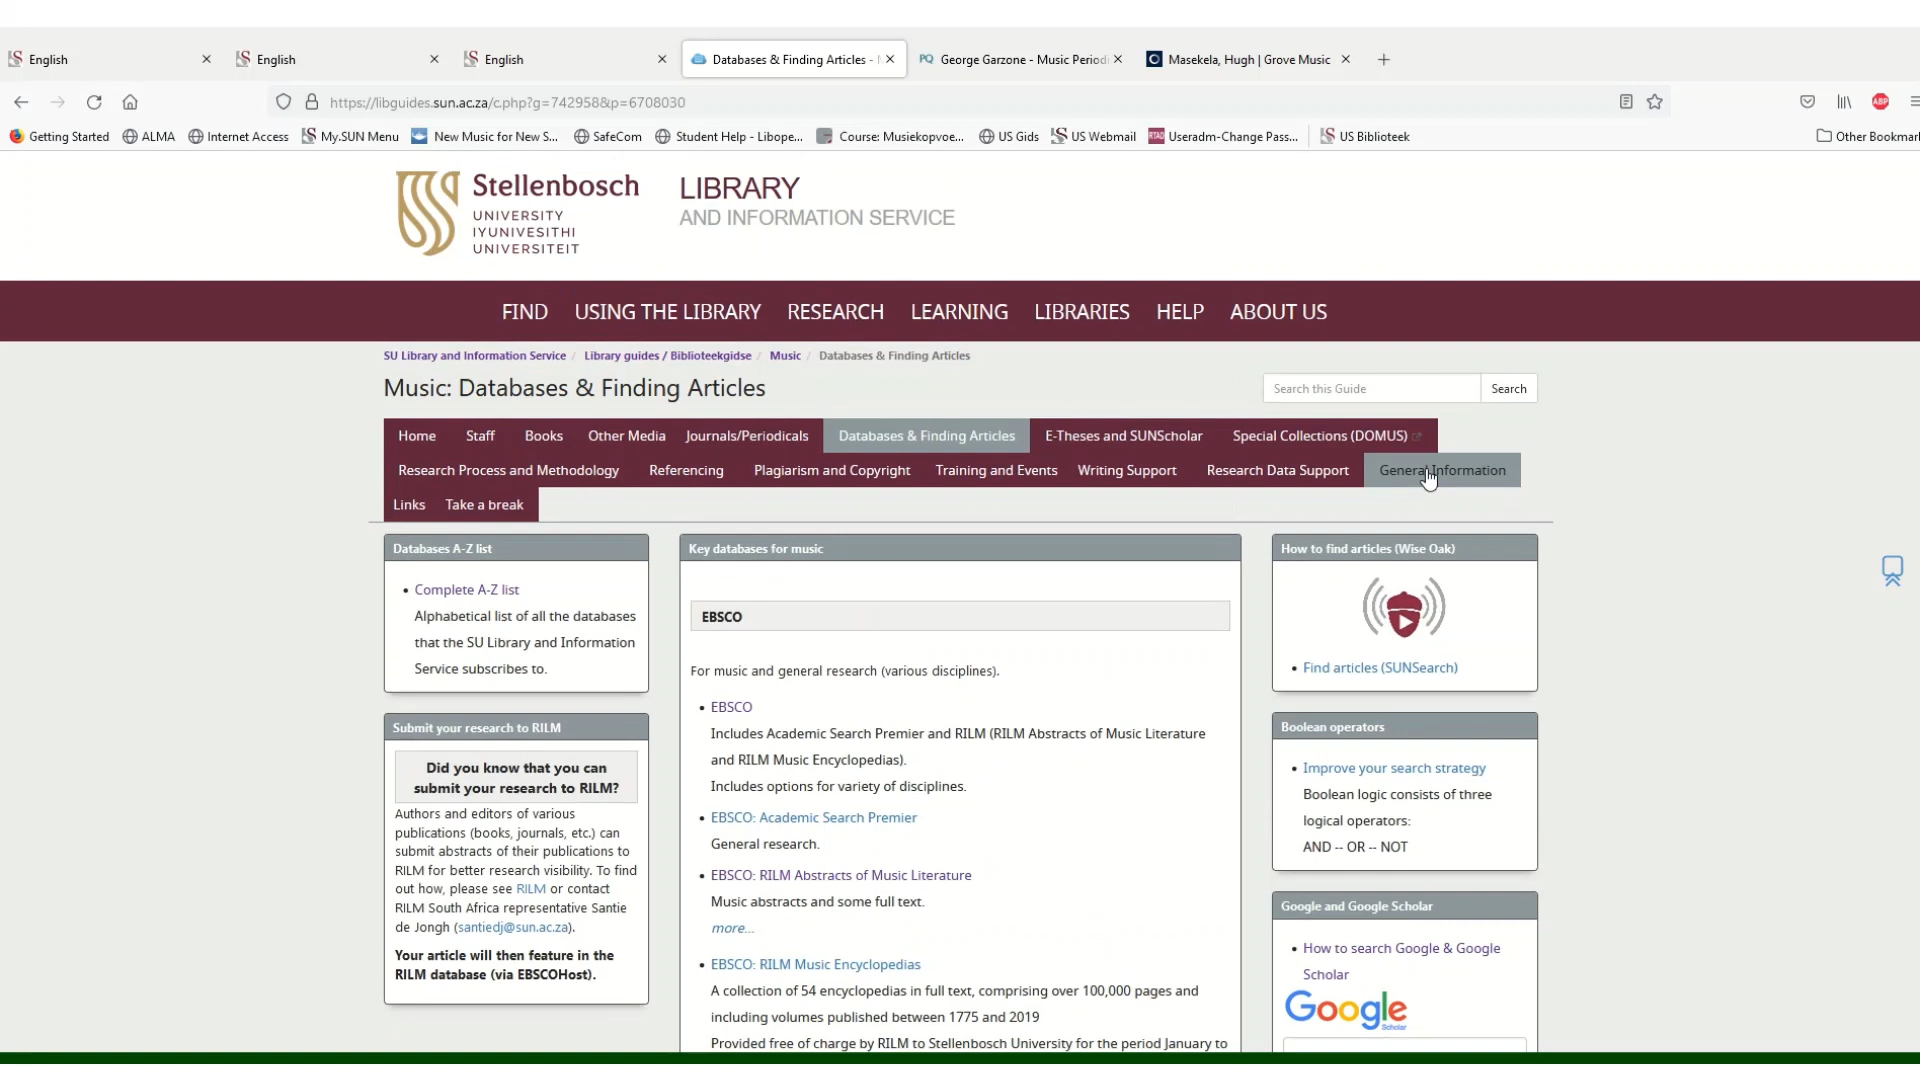 English
English
English
Databases & Finding Articles -
PQ George Garzone - Music Periodi
Masekela, Hugh | Grove Music
https://libguides.sun.ac.za/c.php?g=742958&p=6708030
ABP
Getting Started
ALMA
Internet Access
My.SUN Menu
New Music for New S...
SafeCom
Student Help - Libope...
Course: Musiekopvoe...
US Gids
US Webmail
Useradm-Change Pass...
US Biblioteek
Other Bookmar
Stellenbosch
UNIVERSITY
IYUNIVESITHI
UNIVERSITEIT
LIBRARY
AND INFORMATION SERVICE
FIND USING THE LIBRARY RESEARCH LEARNING LIBRARIES HELP ABOUT US
SU Library and Information Service / Library guides / Biblioteekgidse / Music / Databases & Finding Articles
Music: Databases & Finding Articles
Search this Guide
Search
Home Staff Books Other Media Journals/Periodicals Databases & Finding Articles E-Theses and SUNScholar Special Collections (DOMUS)
Research Process and Methodology Referencing Plagiarism and Copyright Training and Events Writing Support Research Data Support General Information
Links Take a break
Databases A-Z list
• Complete A-Z list
Alphabetical list of all the databases
that the SU Library and Information
Service subscribes to.
Submit your research to RILM
Did you know that you can
submit your research to RILM?
Authors and editors of various
publications (books, journals, etc.) can
submit abstracts of their publications to
RILM for better research visibility. To find
out how, please see RILM or contact
RILM South Africa representative Santie
de Jongh (santiedj@sun.ac.za).
Your article will then feature in the
RILM database (via EBSCOHost).
Key databases for music
EBSCO
For music and general research (various disciplines).
• EBSCO
Includes Academic Search Premier and RILM (RILM Abstracts of Music Literature
and RILM Music Encyclopedias).
Includes options for variety of disciplines.
• EBSCO: Academic Search Premier
General research.
• EBSCO: RILM Abstracts of Music Literature
Music abstracts and some full text.
more...
• EBSCO: RILM Music Encyclopedias
A collection of 54 encyclopedias in full text, comprising over 100,000 pages and
including volumes published between 1775 and 2019
Provided free of charge by RILM to Stellenbosch University for the period January to
How to find articles (Wise Oak)
• Find articles (SUNSearch)
Boolean operators
• Improve your search strategy
Boolean logic consists of three
logical operators:
AND -- OR -- NOT
Google and Google Scholar
• How to search Google & Google
Scholar
Google
Scholar